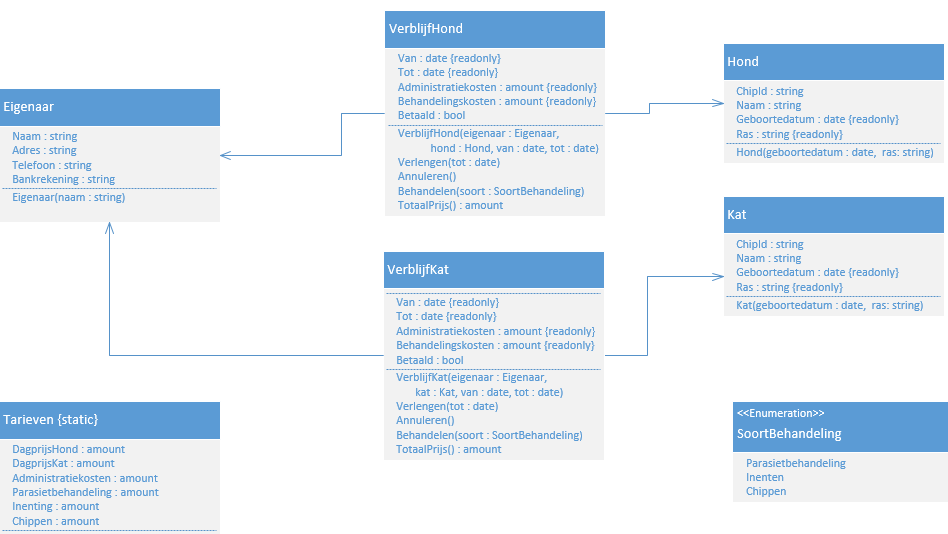 VerblijfHond
Van : date {readonly}
Tot : date {readonly}
Administratiekosten : amount {readonly}
Behandelingskosten : amount {readonly}
Betaald : bool
VerblijfHond(eigenaar : Eigenaar,
hond : Hond, van : date, tot : date)
Verlengen(tot : date)
Annuleren()
Behandelen(soort : SoortBehandeling)
TotaalPrijs() : amount
Hond
ChipId : string
Naam : string
Geboortedatum : date {readonly}
Ras : string {readonly}
Hond(geboortedatum : date, ras: string)
Eigenaar
Naam : string
Adres : string
Telefoon : string
Bankrekening : string
Eigenaar(naam : string)
Kat
ChipId : string
Naam : string
Geboortedatum : date {readonly}
Ras : string {readonly}
Kat(geboortedatum : date, ras: string)
VerblijfKat
Van : date {readonly}
Tot : date {readonly}
Administratiekosten : amount {readonly}
Behandelingskosten : amount {readonly}
Betaald : bool
VerblijfKat(eigenaar : Eigenaar,
kat : Kat, van : date, tot : date)
Verlengen(tot : date)
Annuleren()
Behandelen(soort : SoortBehandeling)
TotaalPrijs() : amount
Tarieven {static}
DagprijsHond : amount
DagprijsKat : amount
Administratiekosten : amount
Parasietbehandeling : amount
Inenting : amount
Chippen : amount
<<Enumeration>>
SoortBehandeling
Parasietbehandeling
Inenten
Chippen